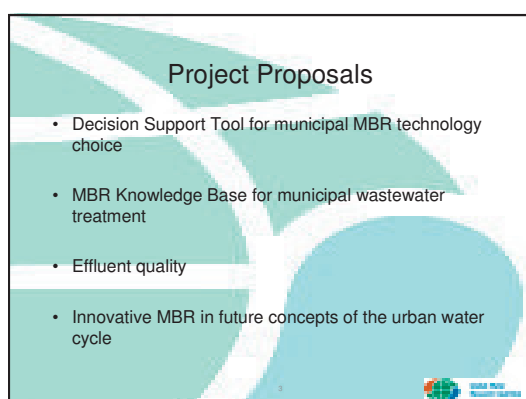 Project Proposals
• Decision Support Tool for municipal MBR technology
choice
• MBR Knowledge Base for municipal wastewater
treatment
• Effluent quality
• Innovative MBR in future concepts of the urban water
cycle